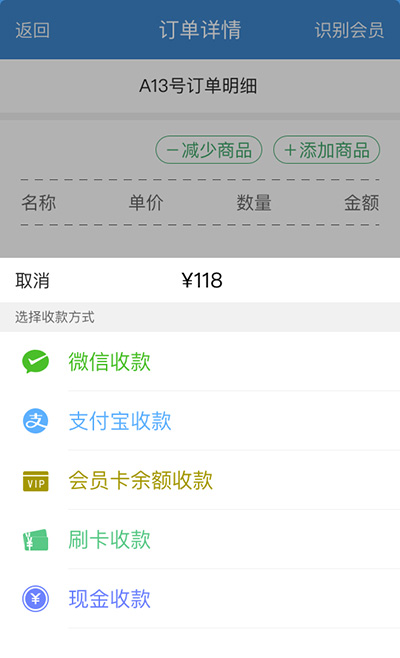 返回 订单详情 识别会员
A13号订单明细
－减少商品 ＋添加商品
名称 单价 数量 金额
取消 ¥118
选择收款方式
微信收款
支付宝收款
VIP 会员卡余额收款
¥ 刷卡收款
¥ 现金收款